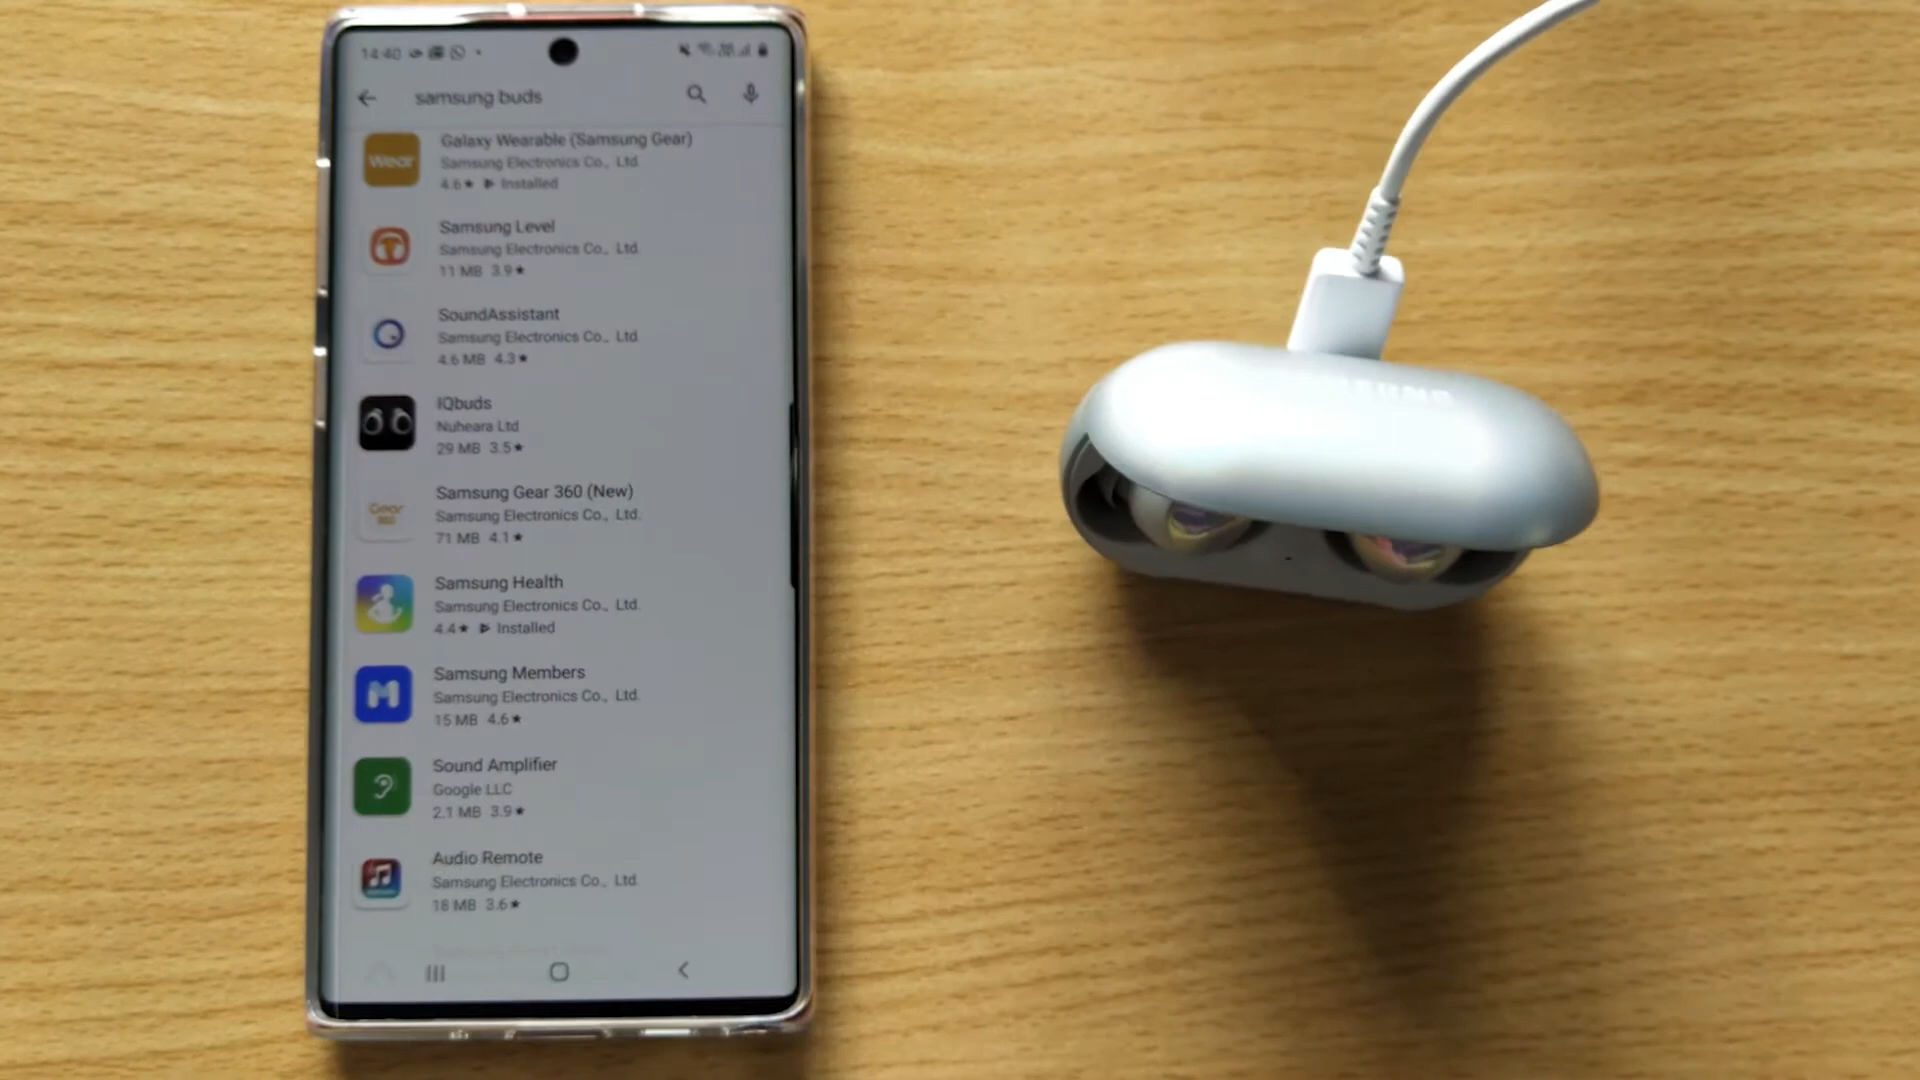 14:40
samsung buds
Wear
Galaxy Wearable (Samsung Gear)
Samsung Electronics Co., Ltd.
4.6★ Installed
Samsung Level
Samsung Electronics Co., Ltd.
11 MB 3.9★
SoundAssistant
Samsung Electronics Co., Ltd.
4.6 MB 4.3★
IQbuds
Nuheara Ltd
29 MB 3.5★
Gear
360
Samsung Gear 360 (New)
Samsung Electronics Co., Ltd.
71 MB 4.1★
Samsung Health
Samsung Electronics Co., Ltd.
4.4★ Installed
Samsung Members
Samsung Electronics Co., Ltd.
15 MB 4.6★
Sound Amplifier
Google LLC
2.1 MB 3.9★
Audio Remote
Samsung Electronics Co., Ltd.
18 MB 3.6★